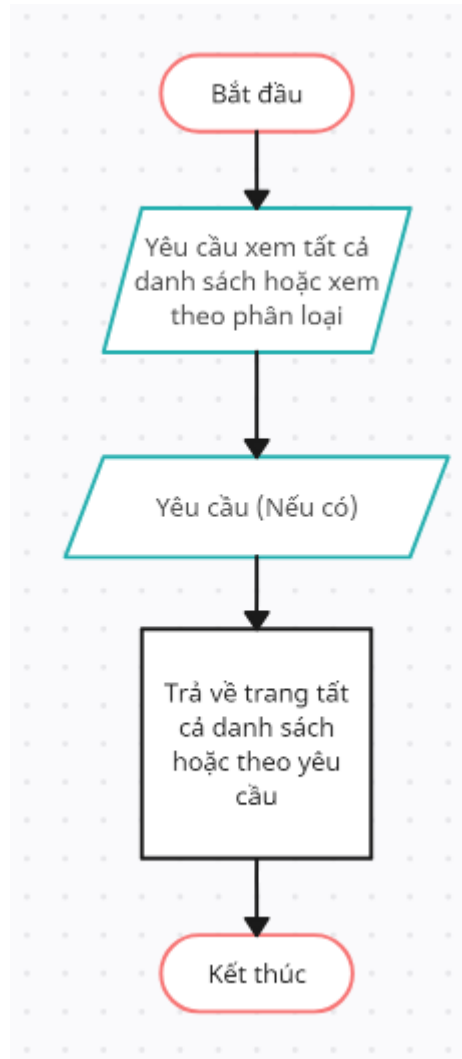 Bắt đầu
Yêu cầu xem tất cả
danh sách hoặc xem
theo phân loại
Yêu cầu (Nếu có)
Trả về trang tất
cả danh sách
hoặc theo yêu
cầu
Kết thúc